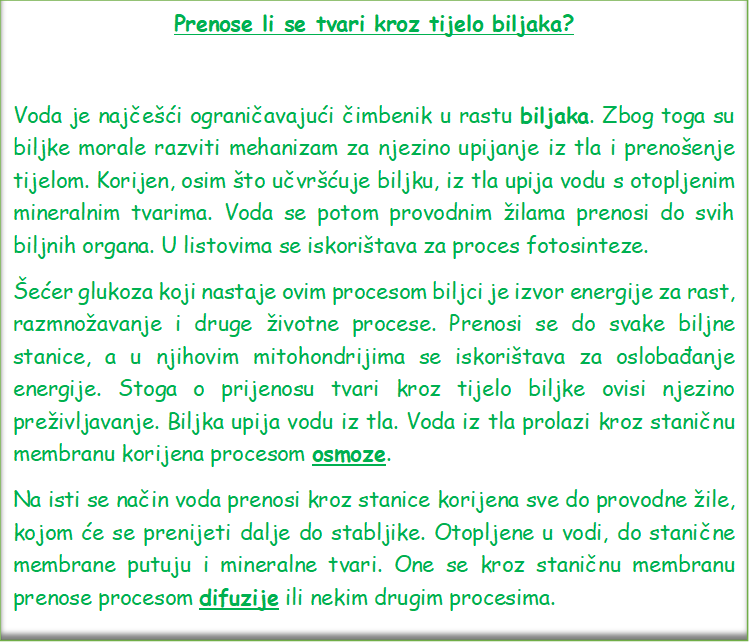 Prenose li se tvari kroz tijelo biljaka?
Voda je najčešći ograničavajući čimbenik u rastu biljaka. Zbog toga su
biljke morale razviti mehanizam za njezino upijanje iz tla i prenošenje
tijelom. Korijen, osim što učvršćuje biljku, iz tla upija vodu s otopljenim
mineralnim tvarima. Voda se potom provodnim žilama prenosi do svih
biljnih organa. U listovima se iskorištava za proces fotosinteze.
Šećer glukoza koji nastaje ovim procesom biljci je izvor energije za rast,
razmnožavanje i druge životne procese. Prenosi se do svake biljne
stanice, a u njihovim mitohondrijima se iskorištava za oslobađanje
energije. Stoga o prijenosu tvari kroz tijelo biljke ovisi njezino
preživljavanje. Biljka upija vodu iz tla. Voda iz tla prolazi kroz staničnu
membranu korijena procesom osmoze.
Na isti se način voda prenosi kroz stanice korijena sve do provodne žile,
kojom će se prenijeti dalje do stabljike. Otopljene u vodi, do stanične
membrane putuju i mineralne tvari. One se kroz staničnu membranu
prenose procesom difuzije ili nekim drugim procesima.